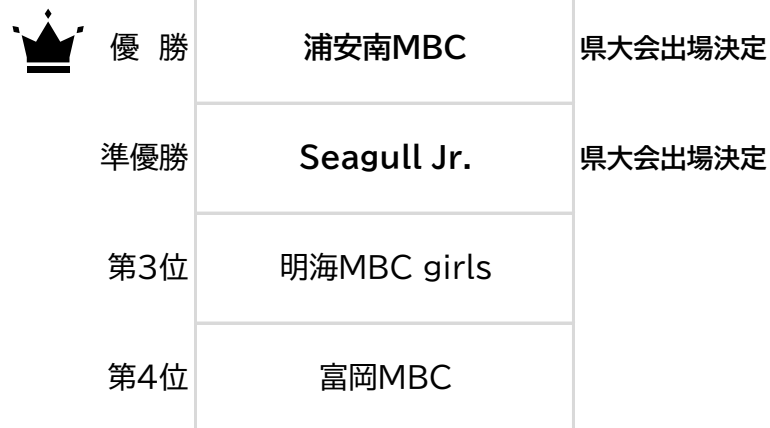 優 勝 浦安南MBC 県大会出場決定
準優勝 Seagull Jr. 県大会出場決定
第3位 明海MBC girls
第4位 富岡MBC